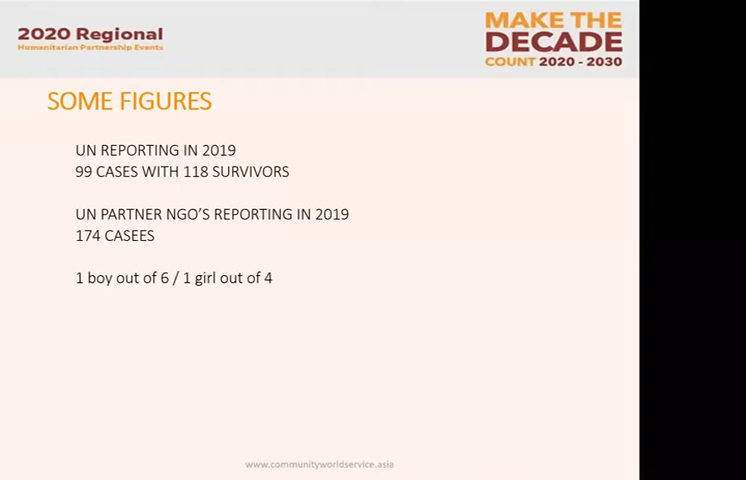 2020 Regional
Humanitarian Partnership Events
MAKE THE
DECADE
COUNT 2020 - 2030
SOME FIGURES
UN REPORTING IN 2019
99 CASES WITH 118 SURVIVORS
UN PARTNER NGO'S REPORTING IN 2019
174 CASEES
1 boy out of 6 / 1 girl out of 4
www.communityworldservice.asia